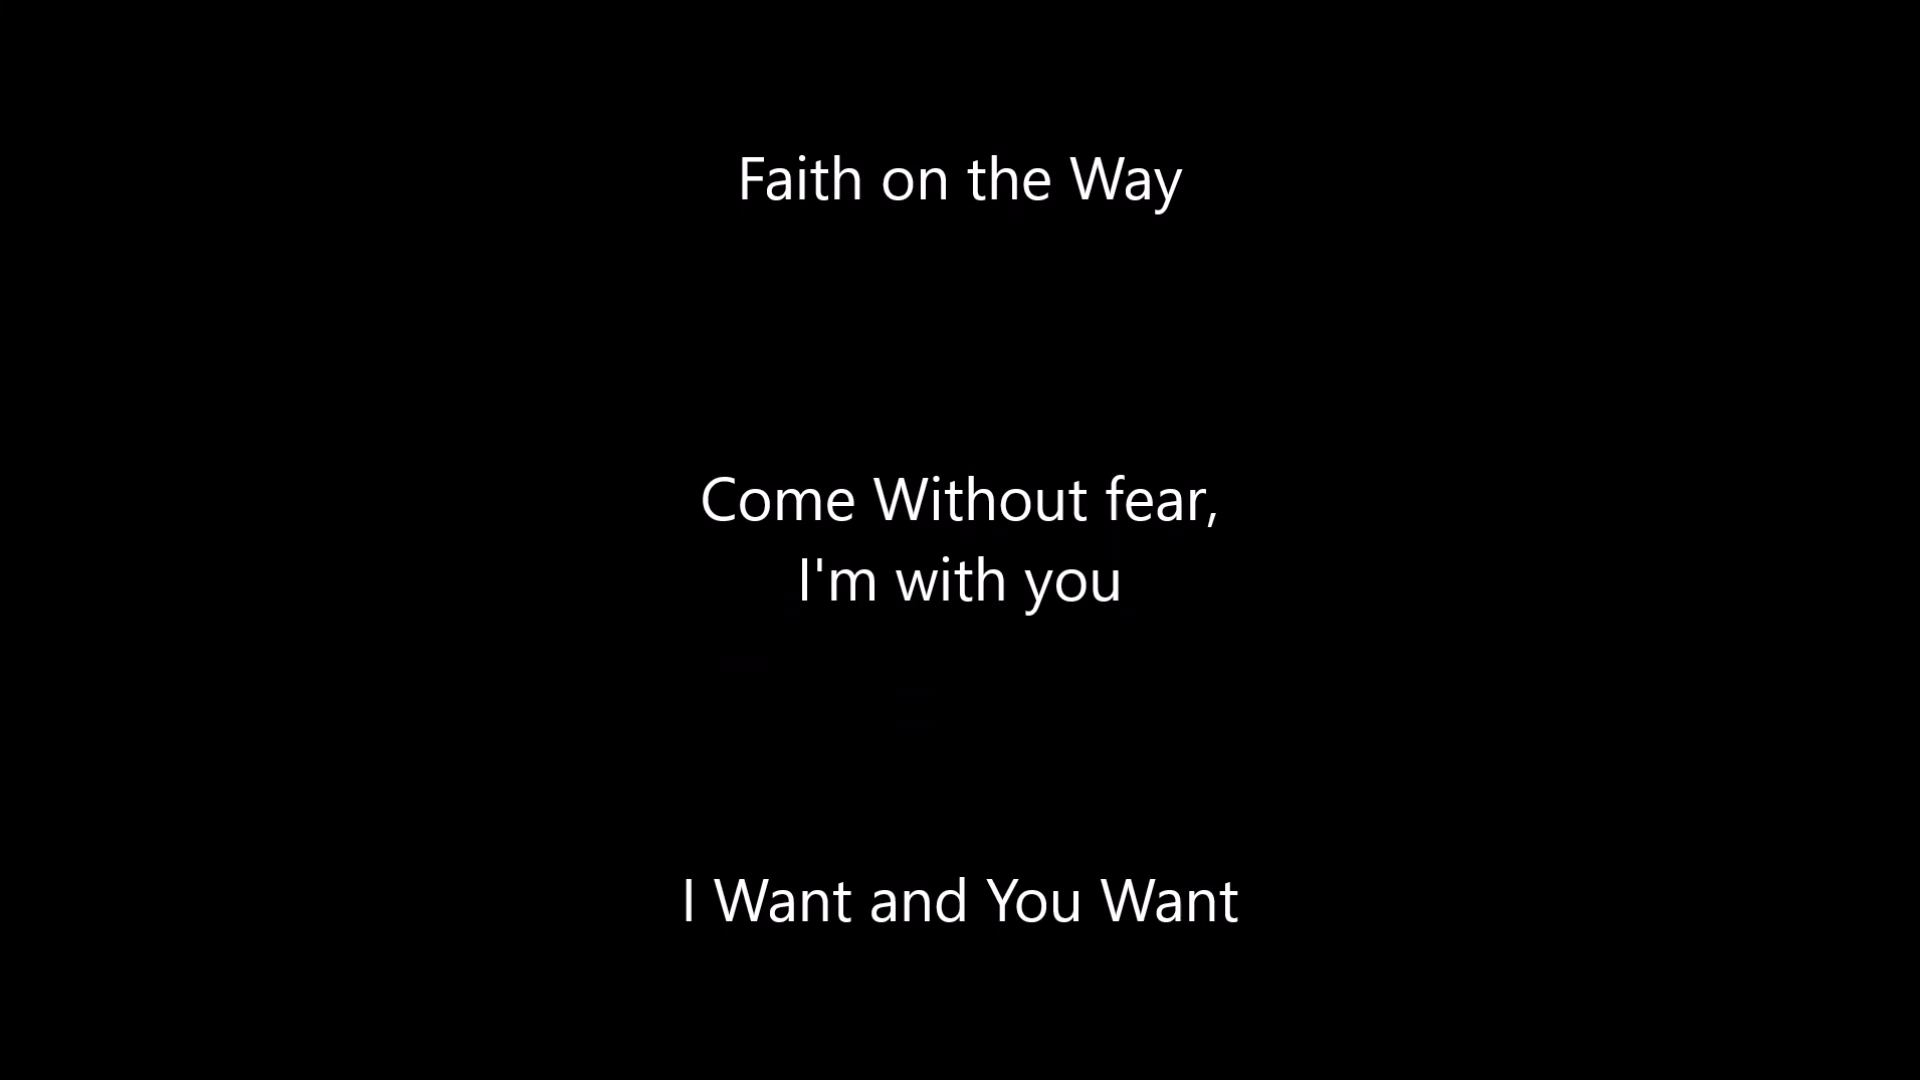 Faith on the Way
Come Without fear,
I'm with you
I Want and You Want